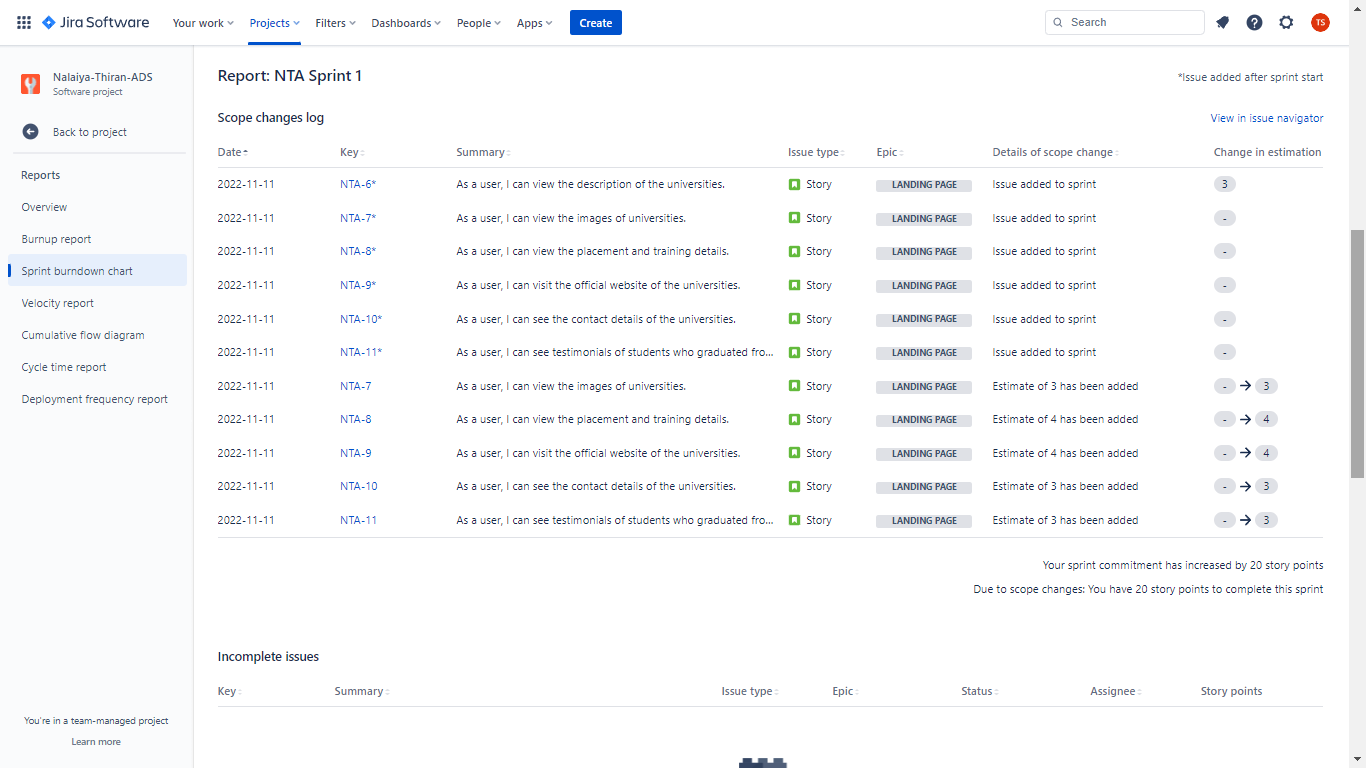 Jira Software Your work Projects Filters Dashboards People Apps Create Search TS
Nalaiya-Thiran-ADS
Software project
Back to project
Reports
Overview
Burnup report
Sprint burndown chart
Velocity report
Cumulative flow diagram
Cycle time report
Deployment frequency report
You're in a team-managed project
Learn more
Report: NTA Sprint 1
*Issue added after sprint start
Scope changes log
View in issue navigator
Date Key Summary Issue type Epic Details of scope change Change in estimation
2022-11-11 NTA-6* As a user, I can view the description of the universities. Story LANDING PAGE Issue added to sprint 3
2022-11-11 NTA-7* As a user, I can view the images of universities. Story LANDING PAGE Issue added to sprint -
2022-11-11 NTA-8* As a user, I can view the placement and training details. Story LANDING PAGE Issue added to sprint -
2022-11-11 NTA-9* As a user, I can visit the official website of the universities. Story LANDING PAGE Issue added to sprint -
2022-11-11 NTA-10* As a user, I can see the contact details of the universities. Story LANDING PAGE Issue added to sprint -
2022-11-11 NTA-11* As a user, I can see testimonials of students who graduated fro... Story LANDING PAGE Issue added to sprint -
2022-11-11 NTA-7 As a user, I can view the images of universities. Story LANDING PAGE Estimate of 3 has been added - → 3
2022-11-11 NTA-8 As a user, I can view the placement and training details. Story LANDING PAGE Estimate of 4 has been added - → 4
2022-11-11 NTA-9 As a user, I can visit the official website of the universities. Story LANDING PAGE Estimate of 4 has been added - → 4
2022-11-11 NTA-10 As a user, I can see the contact details of the universities. Story LANDING PAGE Estimate of 3 has been added - → 3
2022-11-11 NTA-11 As a user, I can see testimonials of students who graduated fro... Story LANDING PAGE Estimate of 3 has been added - → 3
Your sprint commitment has increased by 20 story points
Due to scope changes: You have 20 story points to complete this sprint
Incomplete issues
Key Summary Issue type Epic Status Assignee Story points